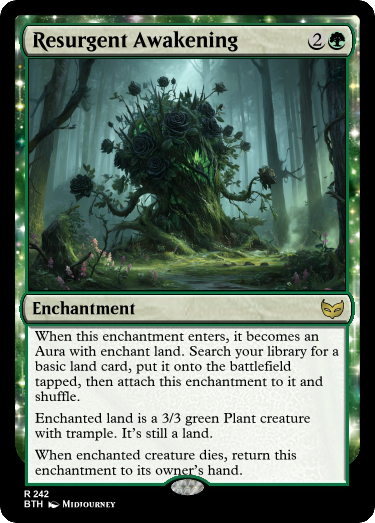 Resurgent Awakening 2
Enchantment
When this enchantment enters, it becomes an
Aura with enchant land. Search your library for a
basic land card, put it onto the battlefield
tapped, then attach this enchantment to it and
shuffle.
Enchanted land is a 3/3 green Plant creature
with trample. It's still a land.
When enchanted creature dies, return this
enchantment to its owner's hand.
R 242
BTH Midjourney